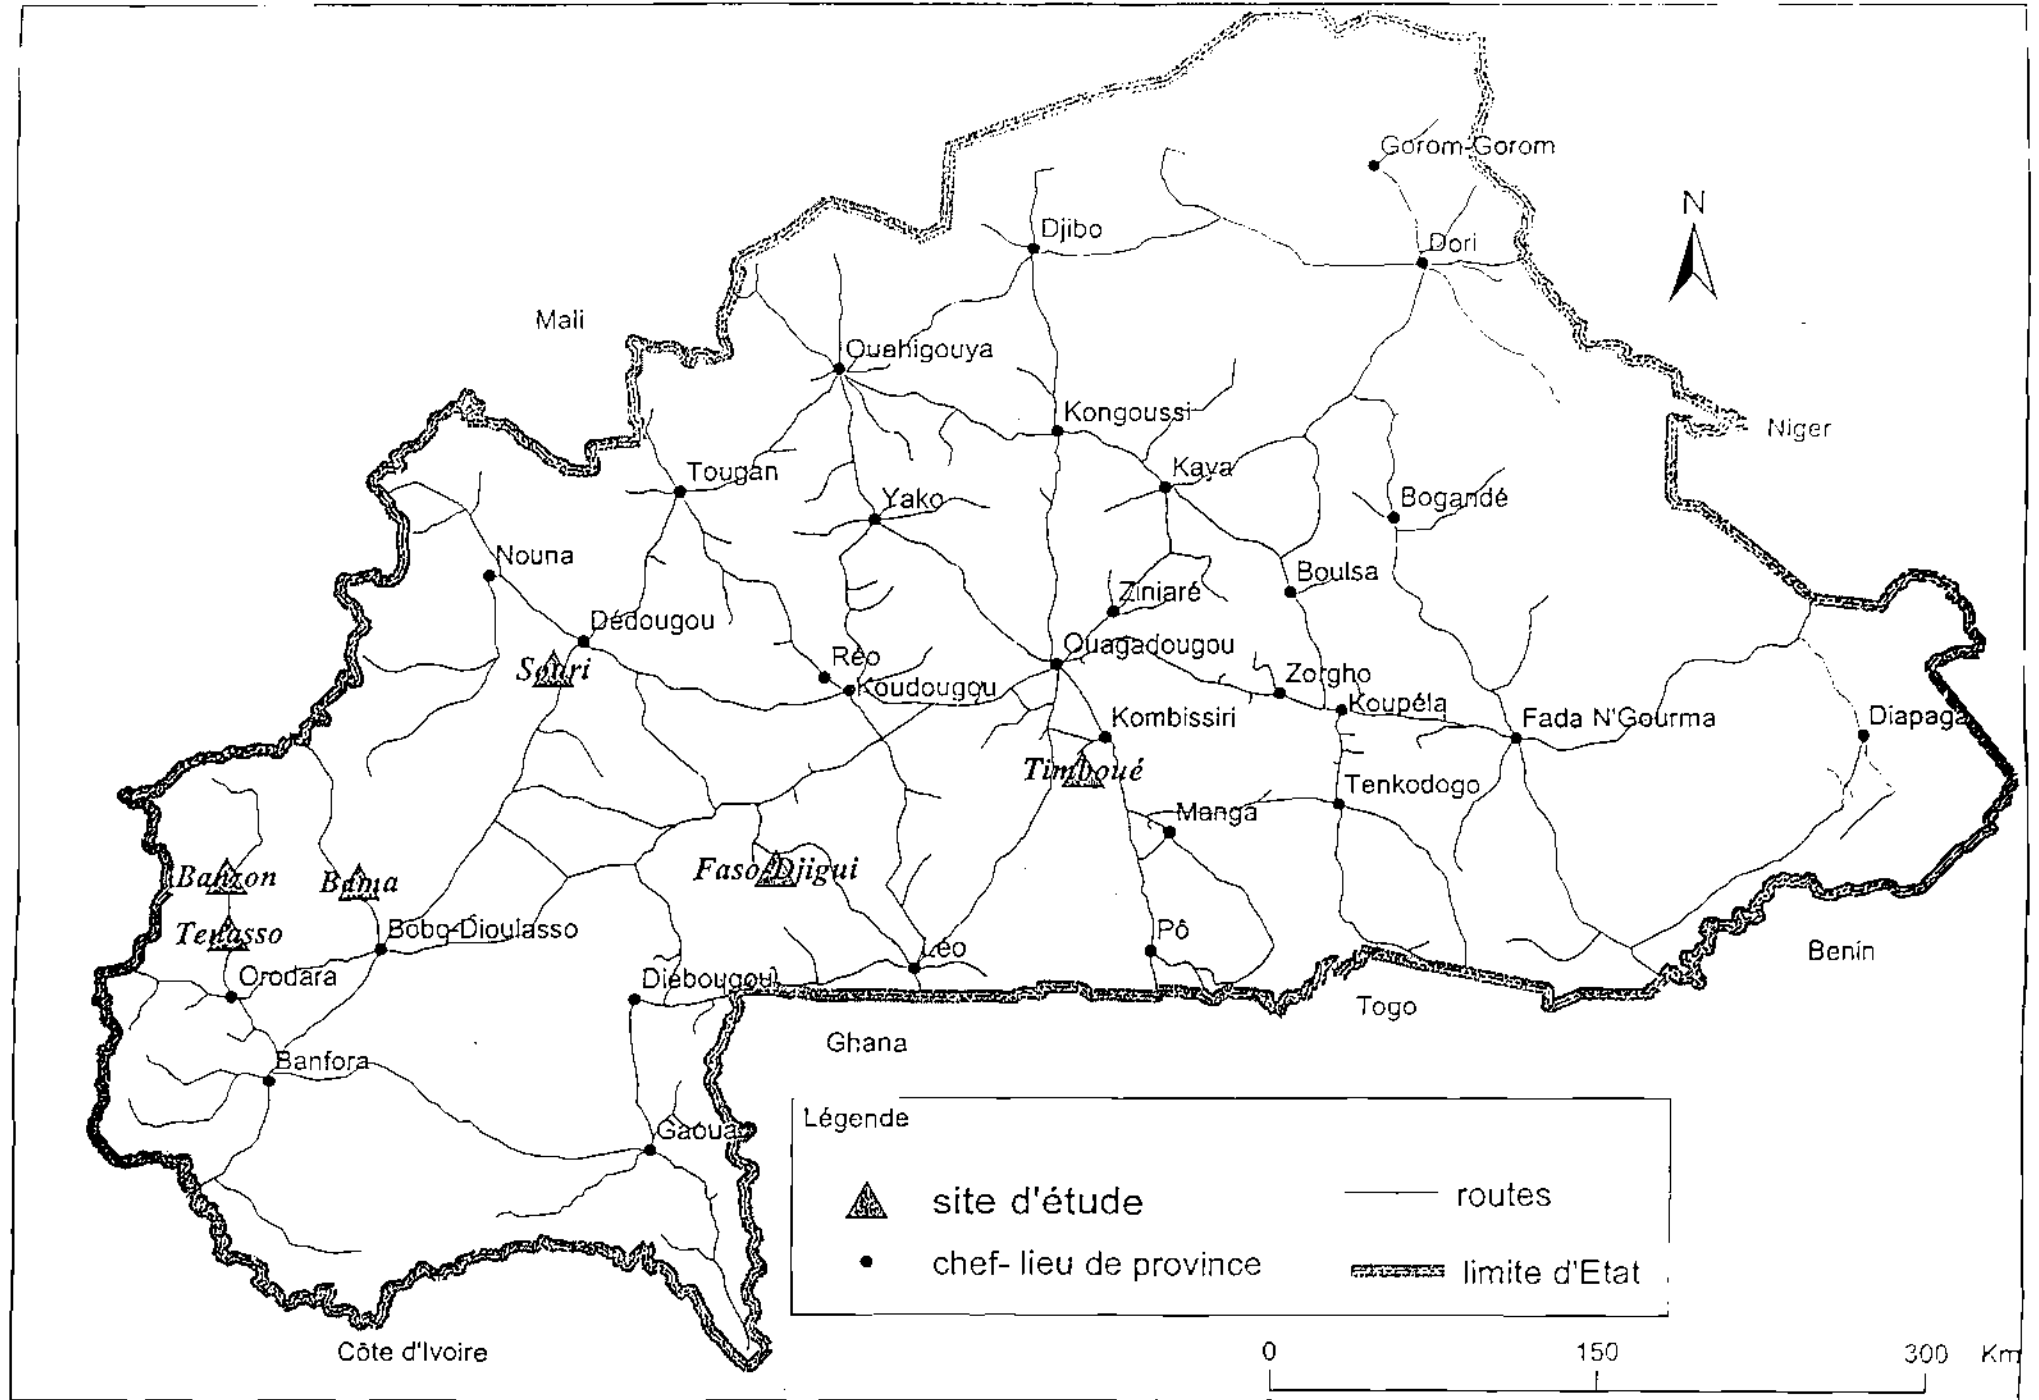 Gorom-Gorom
N
Djibo
Dori
Mali
Ouahigouya
Kongoussi
Niger
Kaya
Tougan
Yako
Bogandé
Nouna
Boulsa
Ziniaré
Dédougou
Ouagadougou
Souri
Réo
Zorgho
Koudougou
Koupéla
Kombissiri
Fada N'Gourma
Diapaga
Timboué
Tenkodogo
Manga
Banzon
Bama
Faso-Djigui
Tenasso
Bobo-Dioulasso
Pô
Léo
Benin
Orodara
Diébougou
Togo
Ghana
Banfora
Gaoua
Légende
site d'étude
routes
chef- lieu de province
limite d'Etat
Côte d'Ivoire
0 150 300 Km